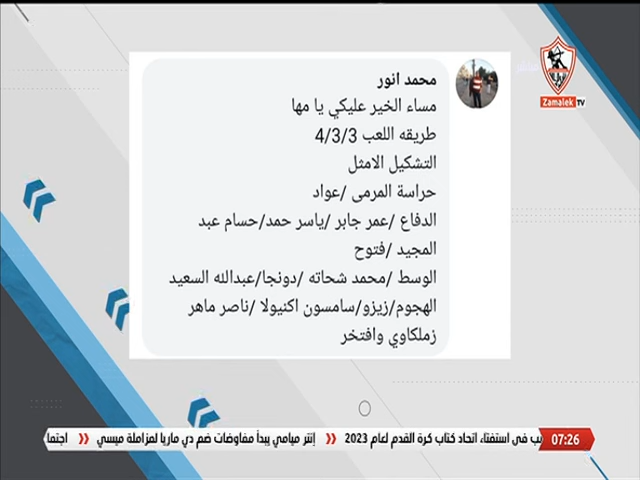 محمد انور
مساء الخير عليكي يا مها
طريقه اللعب 4/3/3
التشكيل الامثل
حراسة المرمى /عواد
الدفاع /عمر جابر /ياسر حمد/حسام عبد
المجيد /فتوح
الوسط /محمد شحاته /دونجا/عبدالله السعيد
الهجوم/زيزو/سامسون اكنيولا /ناصر ماهر
زملكاوي وافتخر
Zamalek TV
07:26
فى استفتاء اتحاد كتاب كرة القدم لعام 2023 » إنتر ميامي يبدأ مفاوضات ضم دي ماريا لمزاملة ميسي »